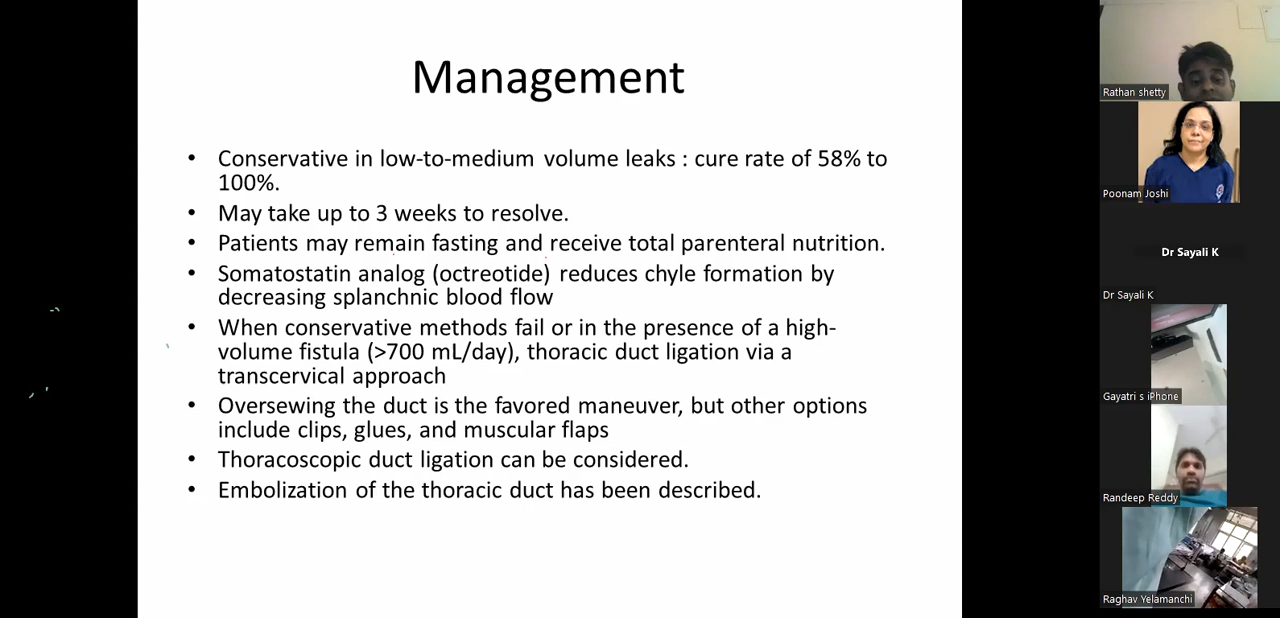 Management
• Conservative in low-to-medium volume leaks : cure rate of 58% to
100%.
• May take up to 3 weeks to resolve.
• Patients may remain fasting and receive total parenteral nutrition.
• Somatostatin analog (octreotide) reduces chyle formation by
decreasing splanchnic blood flow
• When conservative methods fail or in the presence of a high-
volume fistula (>700 mL/day), thoracic duct ligation via a
transcervical approach
• Oversewing the duct is the favored maneuver, but other options
include clips, glues, and muscular flaps
• Thoracoscopic duct ligation can be considered.
• Embolization of the thoracic duct has been described.
Rathan shetty
Poonam Joshi
Dr Sayali K
Dr Sayali K
Gayatri s iPhone
Randeep Reddy
Raghav Yelamanchi